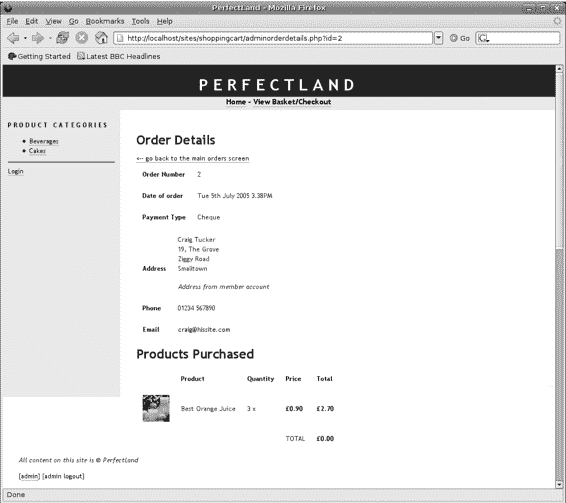 PerfectLand - Mozilla Firefox
File Edit View Go Bookmarks Tools Help
http://localhost/sites/shoppingcart/adminorderdetails.php?id=2
Go
G
Getting Started Latest BBC Headlines
PERFECTLAND
Home - View Basket/Checkout
PRODUCT CATEGORIES
Beverages
Cakes
Login
Order Details
<-- go back to the main orders screen
Order Number 2
Date of order Tue 5th July 2005 3.38PM
Payment Type Cheque
Craig Tucker
19, The Grove
Ziggy Road
Address Smalltown
Address from member account
Phone 01234 567890
Email craig@hissite.com
Products Purchased
Product Quantity Price Total
Best Orange Juice 3 x £0.90 £2.70
TOTAL £0.00
All content on this site is © Perfectland
[admin] [admin logout]
Done